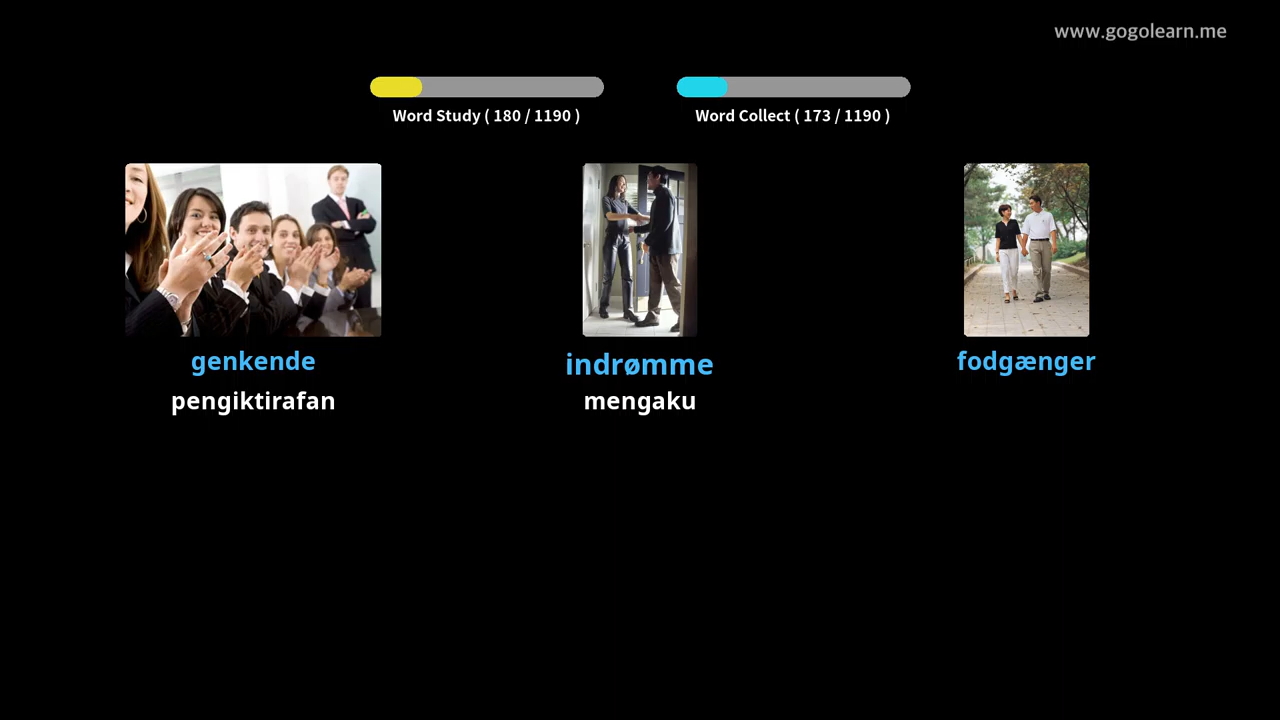 www.gogolearn.me
Word Study ( 180 / 1190 )
Word Collect ( 173 / 1190 )
genkende
indrømme
fodgænger
pengiktirafan
mengaku